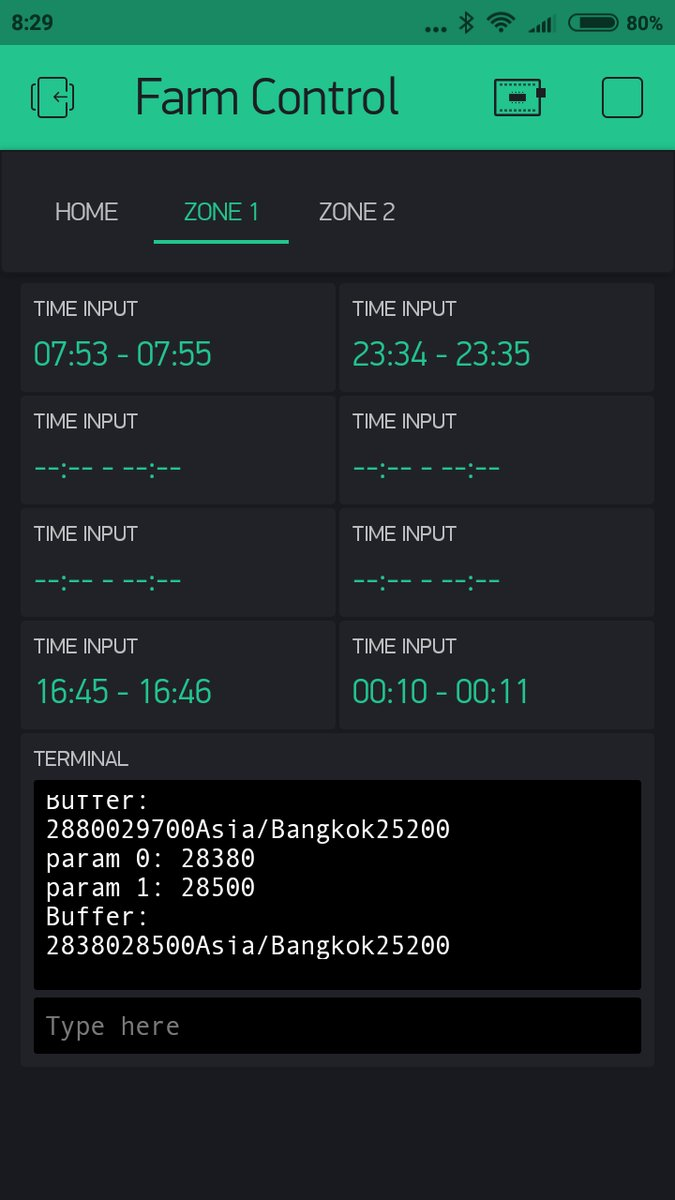 8:29
80%
Farm Control
HOME ZONE 1 ZONE 2
TIME INPUT TIME INPUT
07:53 - 07:55 23:34 - 23:35
TIME INPUT TIME INPUT
--:-- - --:-- --:-- - --:--
TIME INPUT TIME INPUT
--:-- - --:-- --:-- - --:--
TIME INPUT TIME INPUT
16:45 - 16:46 00:10 - 00:11
TERMINAL
Buffer:
2880029700Asia/Bangkok25200
param 0: 28380
param 1: 28500
Buffer:
2838028500Asia/Bangkok25200
Type here